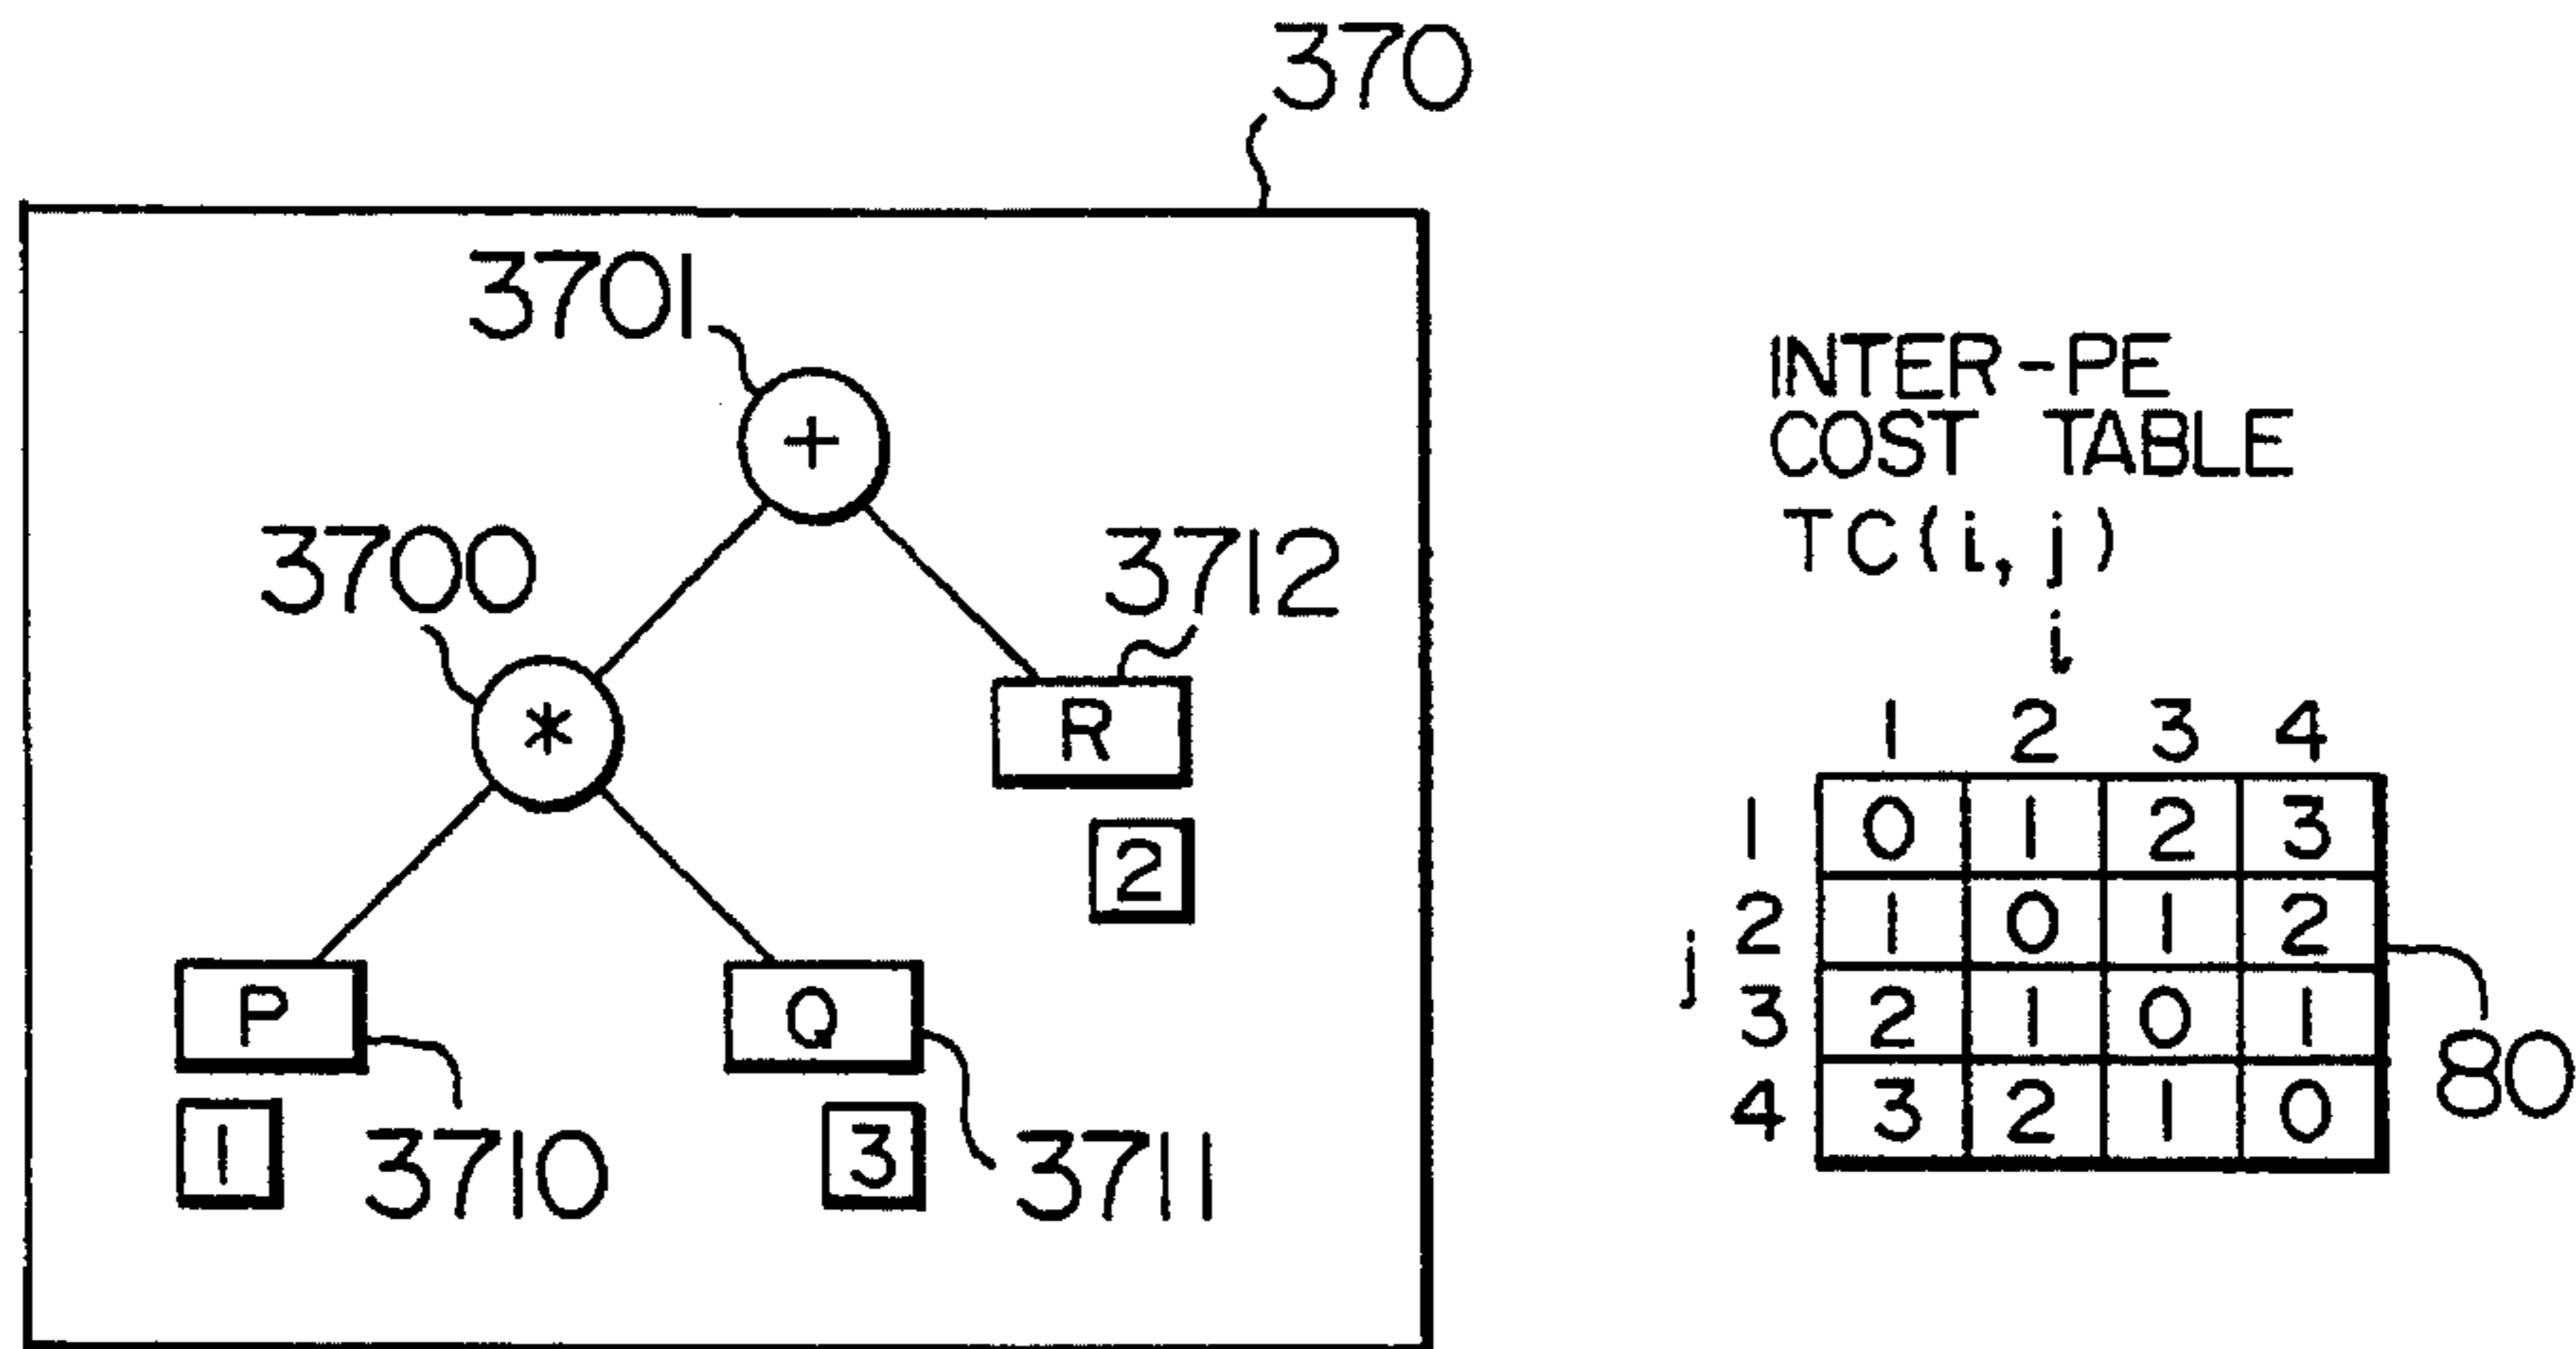 370
3701
+
3700
3712
*
R
2
P
Q
1
3
3710
3711
INTER-PE
COST TABLE
TC(i, j)
i
1 2 3 4
1 0 1 2 3
2 1 0 1 2
j
3 2 1 0 1
4 3 2 1 0
80